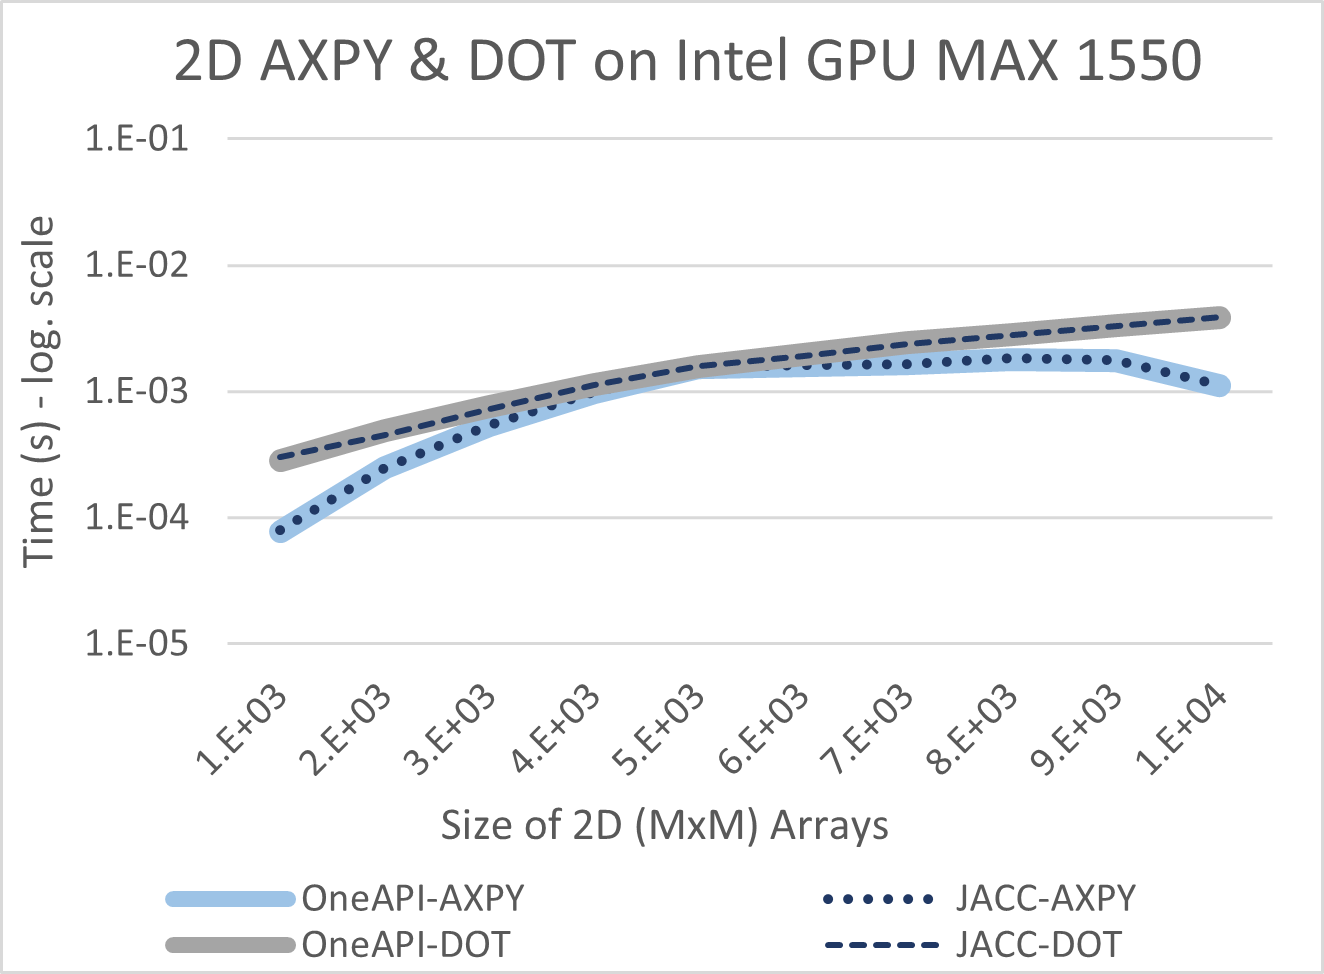 2D AXPY & DOT on Intel GPU MAX 1550
1.E-01
1.E-02
1.E-03
1.E-04
1.E-05
Time (s) - log. scale
1.E+03
2.E+03
3.E+03
4.E+03
5.E+03
6.E+03
7.E+03
8.E+03
9.E+03
1.E+04
Size of 2D (MxM) Arrays
OneAPI-AXPY
JACC-AXPY
OneAPI-DOT
JACC-DOT